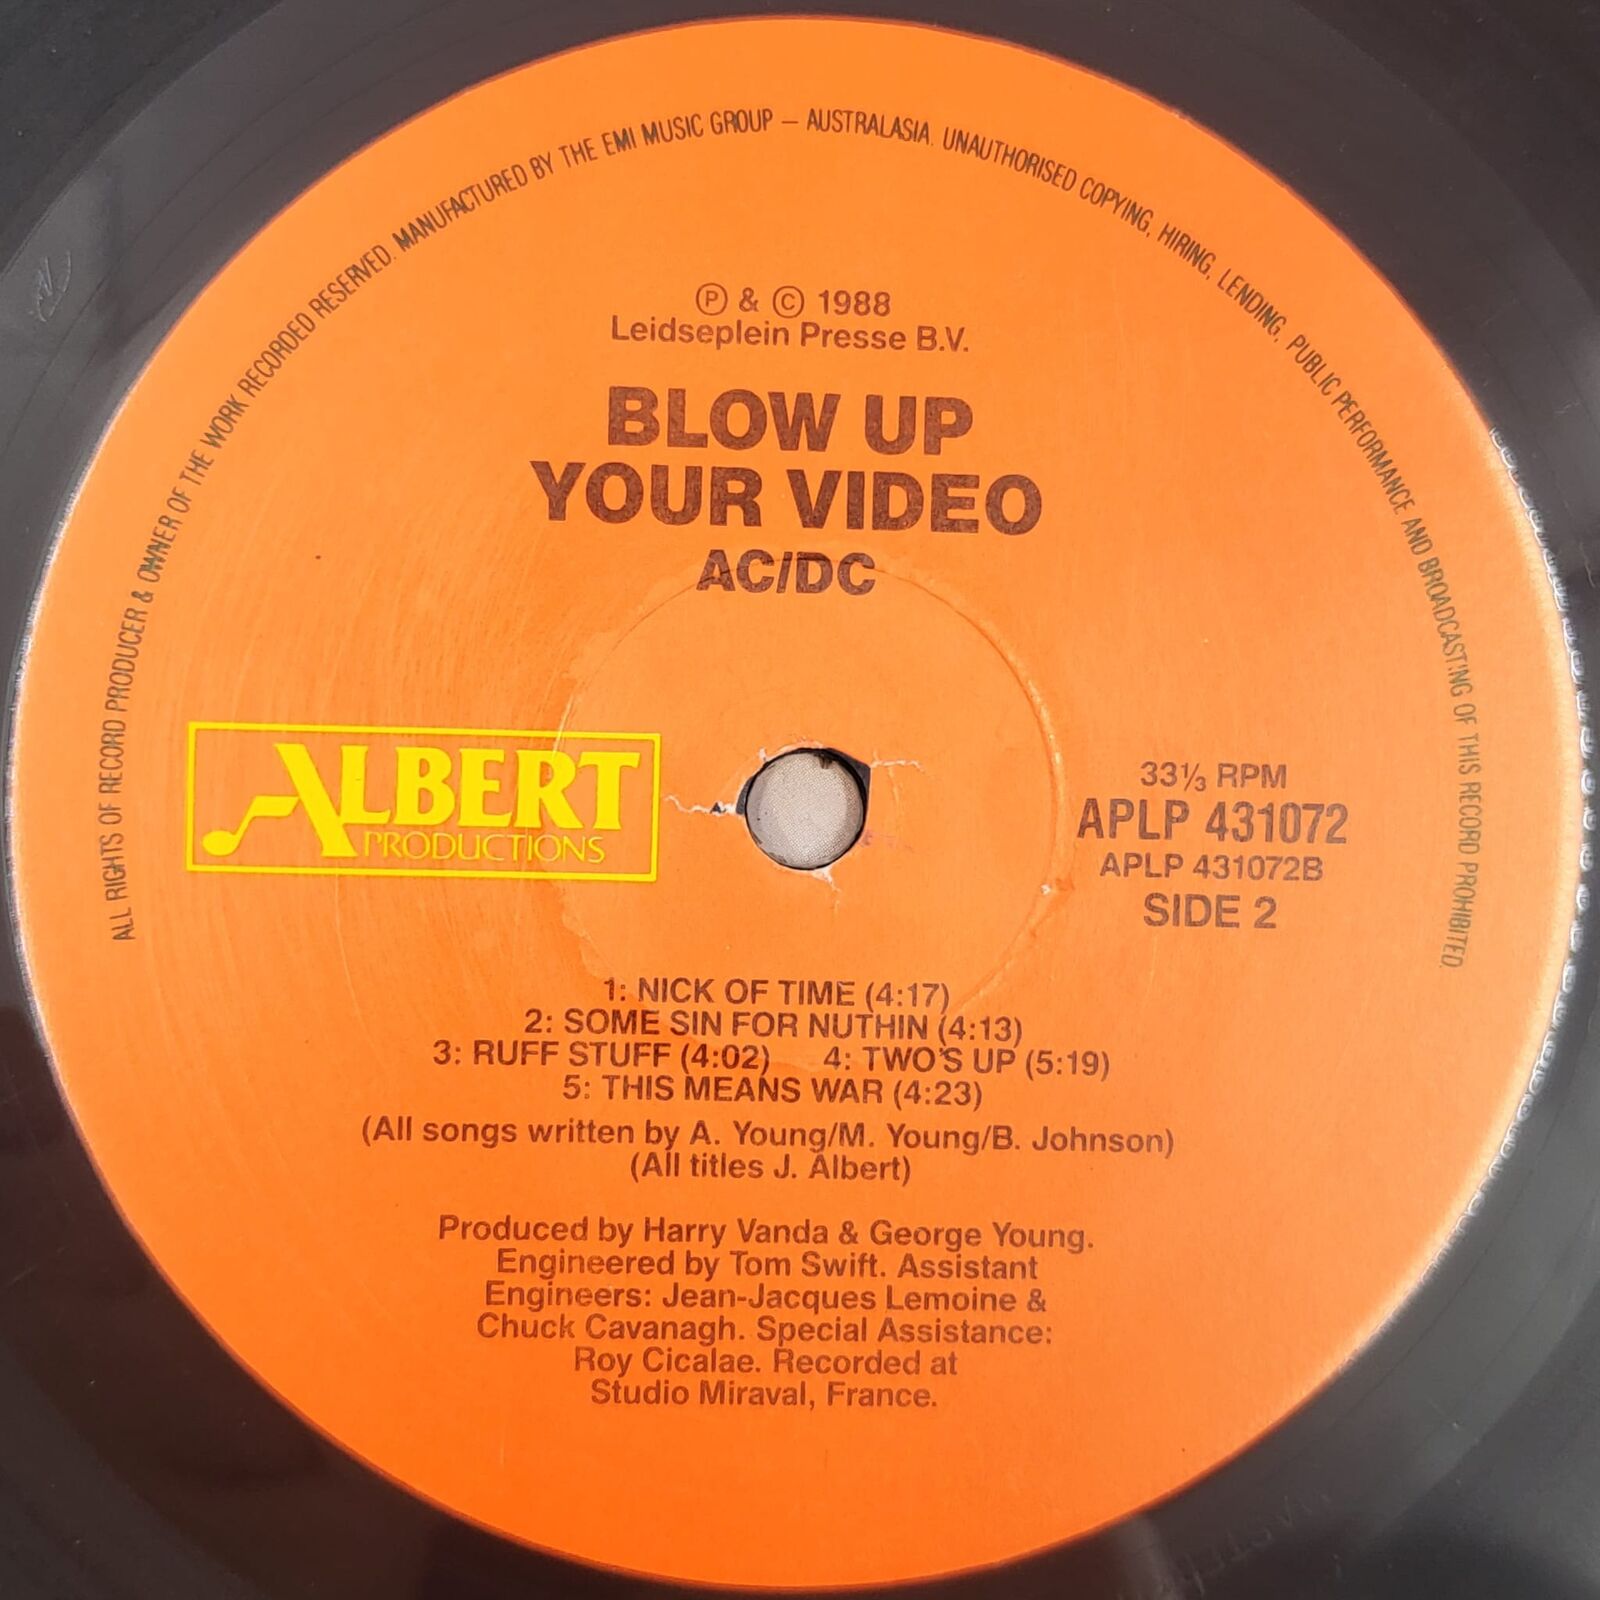 ALL RIGHTS OF RECORD PRODUCER & OWNER OF THE WORK RECORDED RESERVED. MANUFACTURED BY THE EMI MUSIC GROUP – AUSTRALASIA. UNAUTHORISED COPYING, HIRING, LENDING, PUBLIC PERFORMANCE AND BROADCASTING OF THIS RECORD PROHIBITED.
Ⓟ & © 1988
Leidseplein Presse B.V.
BLOW UP
YOUR VIDEO
AC/DC
ALBERT
PRODUCTIONS
33⅓ RPM
APLP 431072
APLP 431072B
SIDE 2
1: NICK OF TIME (4:17)
2: SOME SIN FOR NUTHIN (4:13)
3: RUFF STUFF (4:02) 4: TWO'S UP (5:19)
5: THIS MEANS WAR (4:23)
(All songs written by A. Young/M. Young/B. Johnson)
(All titles J. Albert)
Produced by Harry Vanda & George Young.
Engineered by Tom Swift. Assistant
Engineers: Jean-Jacques Lemoine &
Chuck Cavanagh. Special Assistance:
Roy Cicalae. Recorded at
Studio Miraval, France.